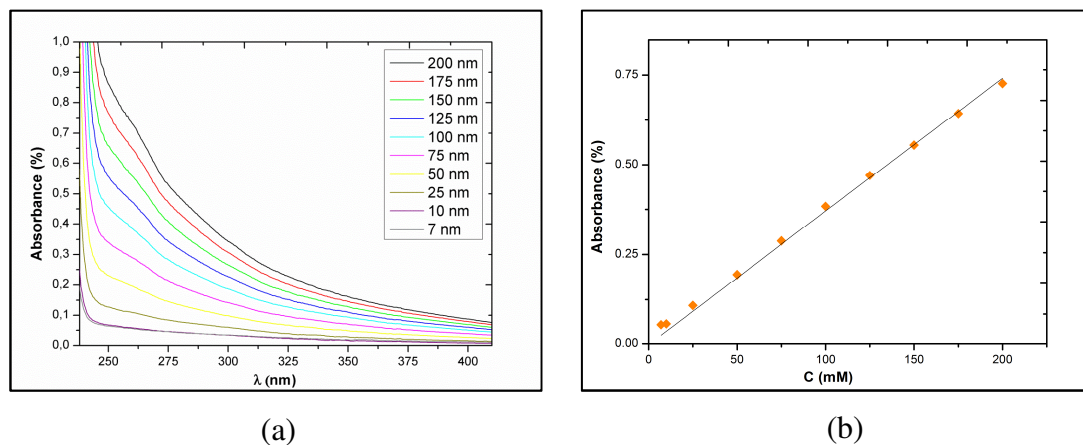 1,0
0,9
0,8
0,7
0,6
0,5
0,4
0,3
0,2
0,1
0,0
Absorbance (%)
200 nm
175 nm
150 nm
125 nm
100 nm
75 nm
50 nm
25 nm
10 nm
7 nm
250 275 300 325 350 375 400
λ (nm)
(a)
0.75
0.50
0.25
0.00
Absorbance (%)
0 50 100 150 200
C (mM)
(b)